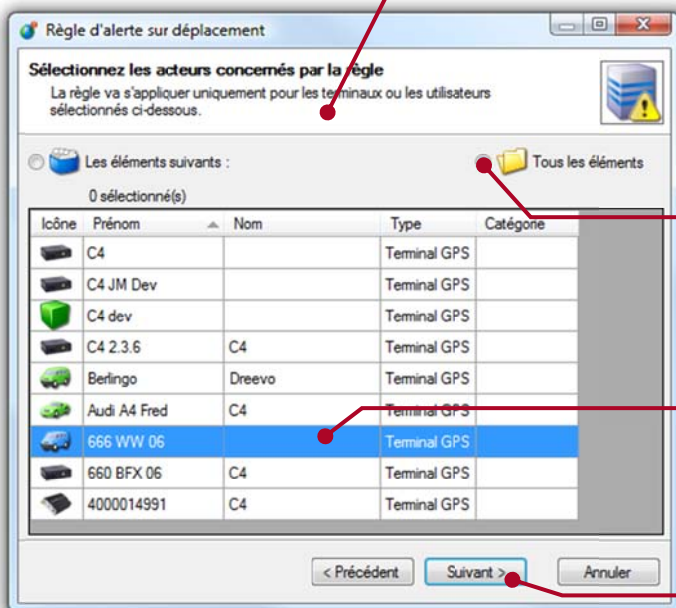 Règle d'alerte sur déplacement
Sélectionnez les acteurs concernés par la règle
La règle va s'appliquer uniquement pour les terminaux ou les utilisateurs
sélectionnés ci-dessous.
Les éléments suivants :
Tous les éléments
0 sélectionné(s)
Icône Prénom Nom Type Catégorie
C4 Terminal GPS
C4 JM Dev Terminal GPS
C4 dev Terminal GPS
C4 2.3.6 C4 Terminal GPS
Berlingo Dreevo Terminal GPS
Audi A4 Fred C4 Terminal GPS
666 WW 06 Terminal GPS
660 BFX 06 C4 Terminal GPS
4000014991 C4 Terminal GPS
< Précédent Suivant > Annuler